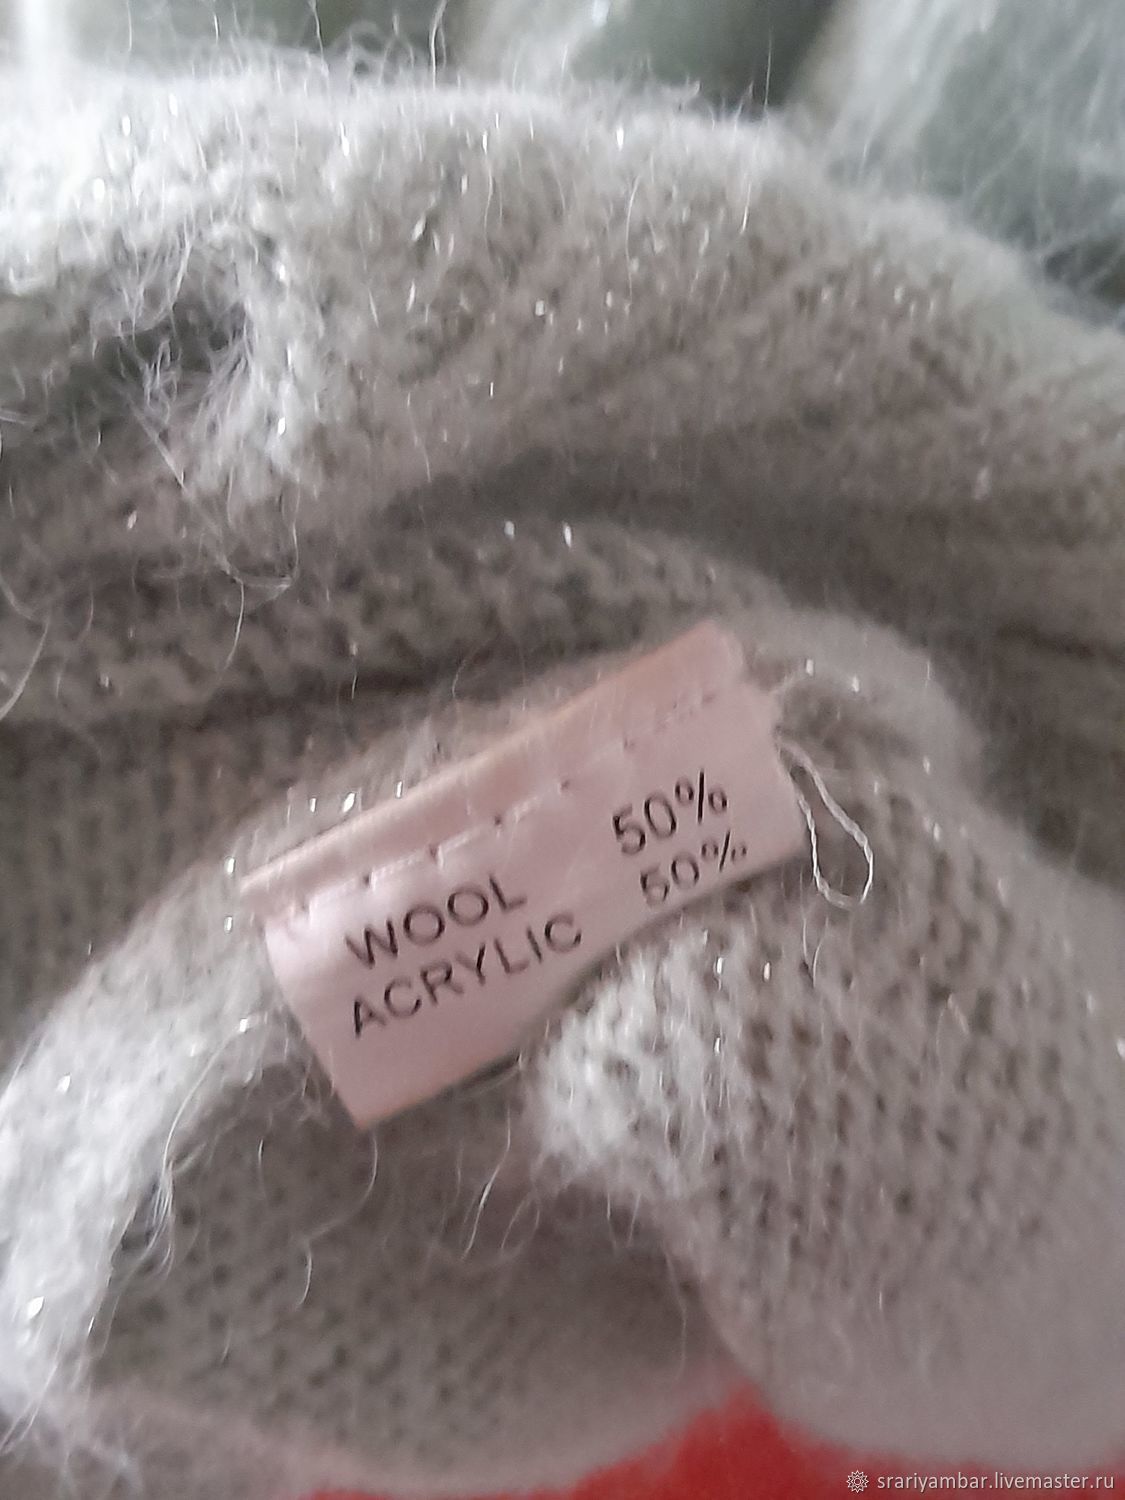 WOOL 50%
ACRYLIC 50%
srariyambar.livemaster.ru